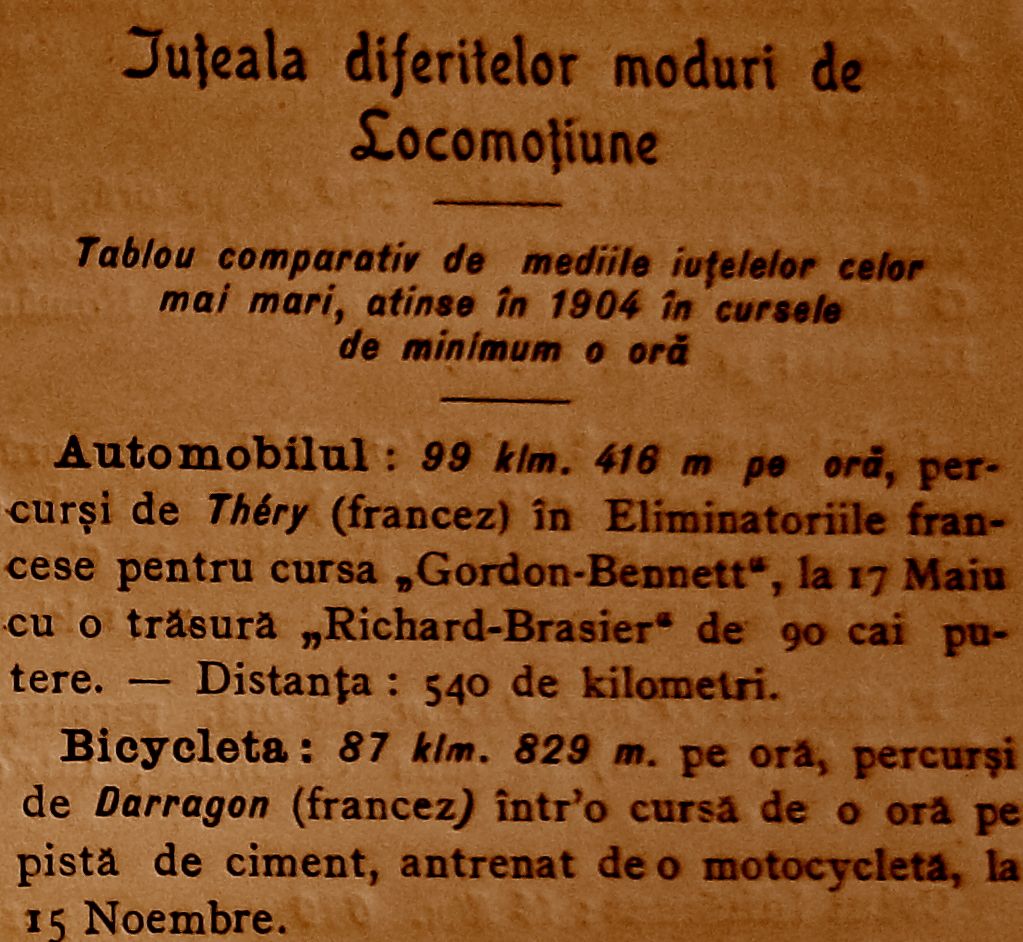 Iuțeala diferitelor moduri de
Locomoțiune
Tablou comparativ de mediile iuțelelor celor
mai mari, atinse în 1904 în cursele
de minimum o oră
Automobilul : 99 klm. 416 m pe oră, per-
curși de Théry (francez) în Eliminatoriile fran-
cese pentru cursa „Gordon-Bennett“, la 17 Maiu
cu o trăsură „Richard-Brasier“ de 90 cai pu-
tere. — Distanța : 540 de kilometri.
Bicycleta : 87 klm. 829 m. pe oră, percurși
de Darragon (francez) într’o cursă de o oră pe
pistă de ciment, antrenat de o motocycletă, la
15 Noembre.